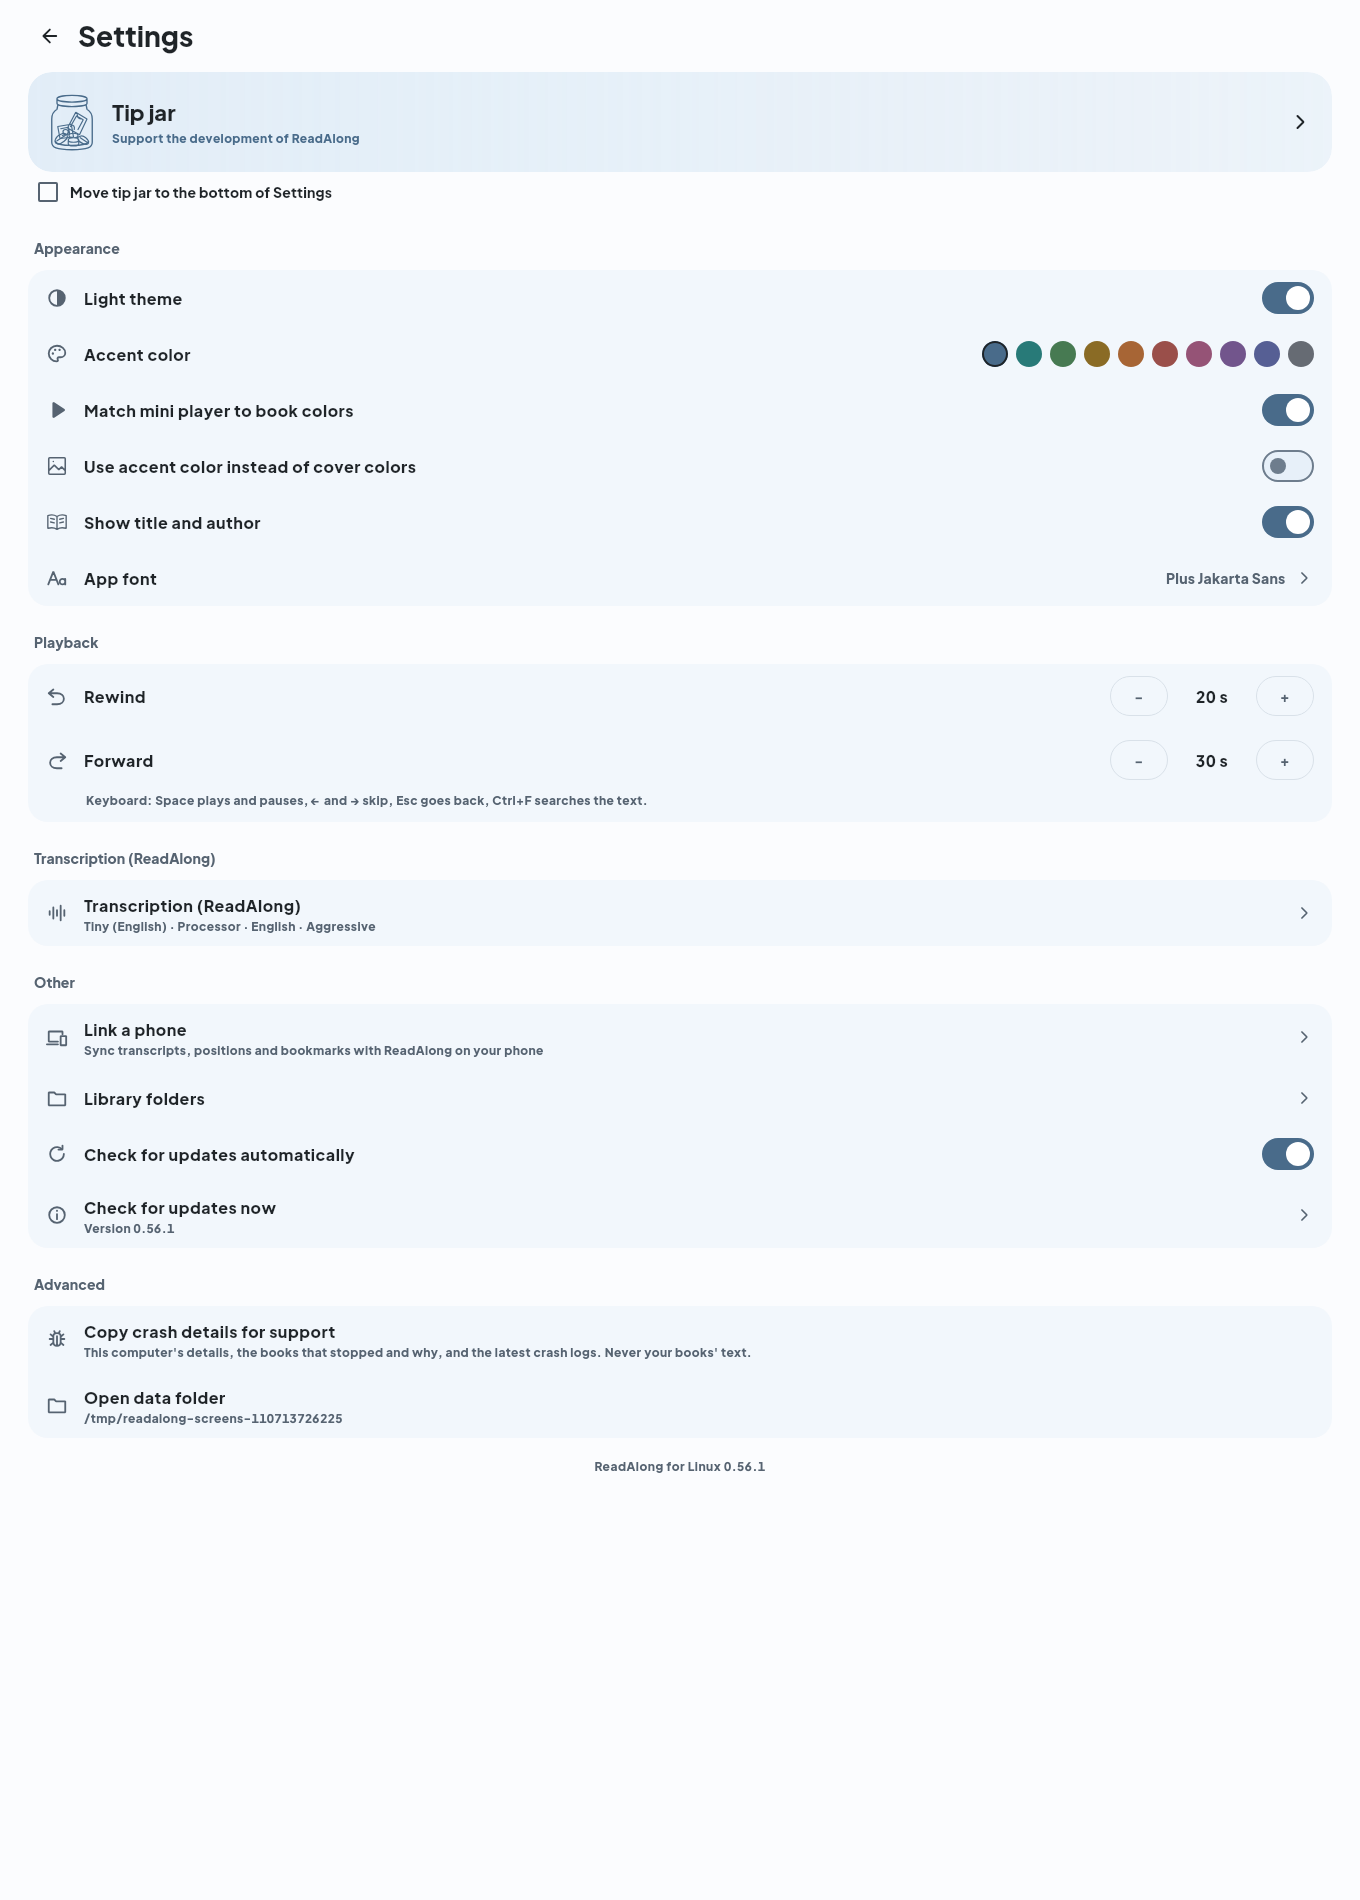 Settings
Tip jar
Support the development of ReadAlong
Move tip jar to the bottom of Settings
Appearance
Light theme
Accent color
Match mini player to book colors
Use accent color instead of cover colors
Show title and author
App font
Plus Jakarta Sans
Playback
Rewind
- 20 s +
Forward
- 30 s +
Keyboard: Space plays and pauses, ← and → skip, Esc goes back, Ctrl+F searches the text.
Transcription (ReadAlong)
Transcription (ReadAlong)
Tiny (English) · Processor · English · Aggressive
Other
Link a phone
Sync transcripts, positions and bookmarks with ReadAlong on your phone
Library folders
Check for updates automatically
Check for updates now
Version 0.56.1
Advanced
Copy crash details for support
This computer's details, the books that stopped and why, and the latest crash logs. Never your books' text.
Open data folder
/tmp/readalong-screens-110713726225
ReadAlong for Linux 0.56.1